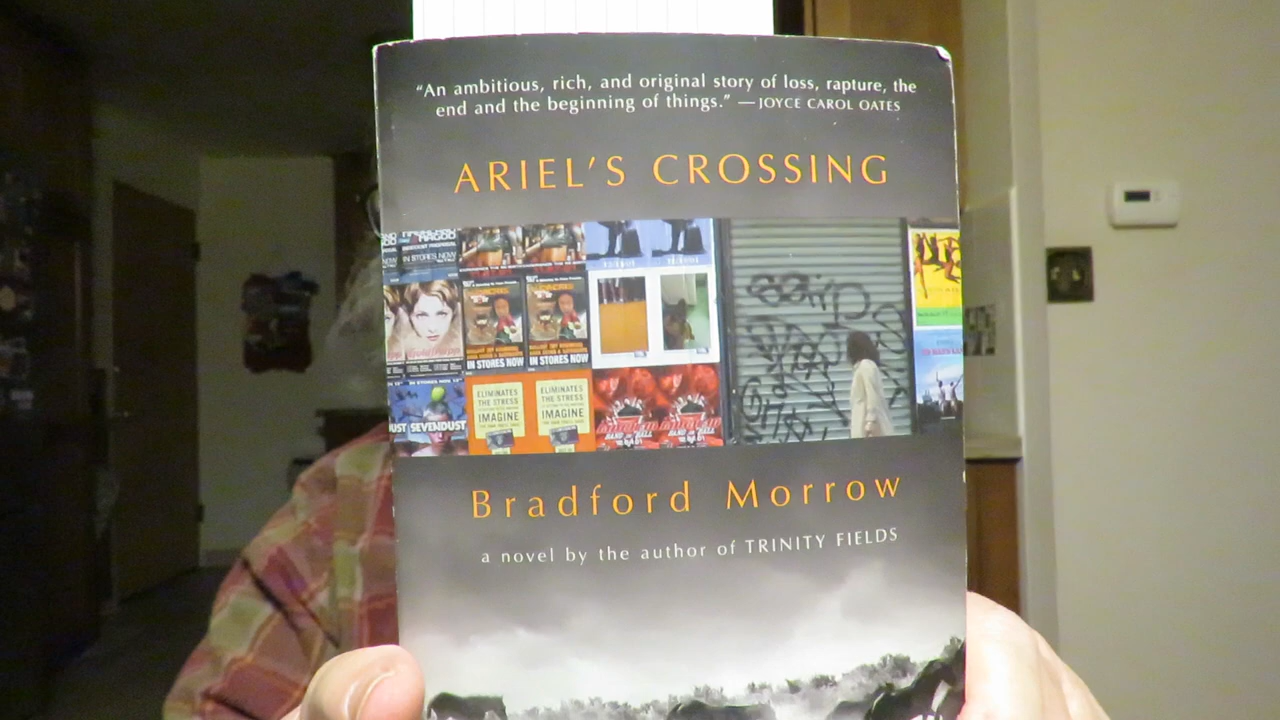 “An ambitious, rich, and original story of loss, rapture, the
end and the beginning of things.” —JOYCE CAROL OATES
ARIEL’S CROSSING
IN STORES NOW
IN STORES NOW
IN STORES NOW
ELIMINATES
THE STRESS
IMAGINE
ELIMINATES
THE STRESS
IMAGINE
UST SEVENDUST
Bradford Morrow
a novel by the author of TRINITY FIELDS